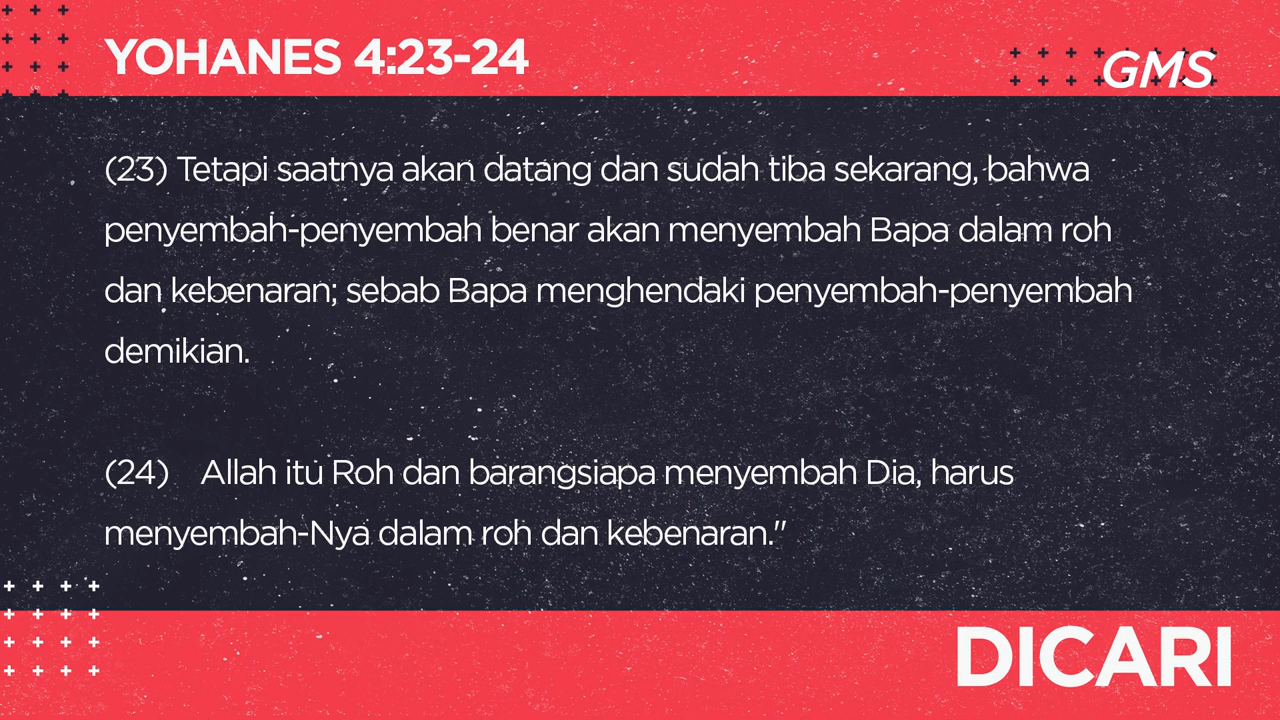 YOHANES 4:23-24
GMS
(23) Tetapi saatnya akan datang dan sudah tiba sekarang, bahwa
penyembah-penyembah benar akan menyembah Bapa dalam roh
dan kebenaran; sebab Bapa menghendaki penyembah-penyembah
demikian.
(24) Allah itu Roh dan barangsiapa menyembah Dia, harus
menyembah-Nya dalam roh dan kebenaran."
DICARI